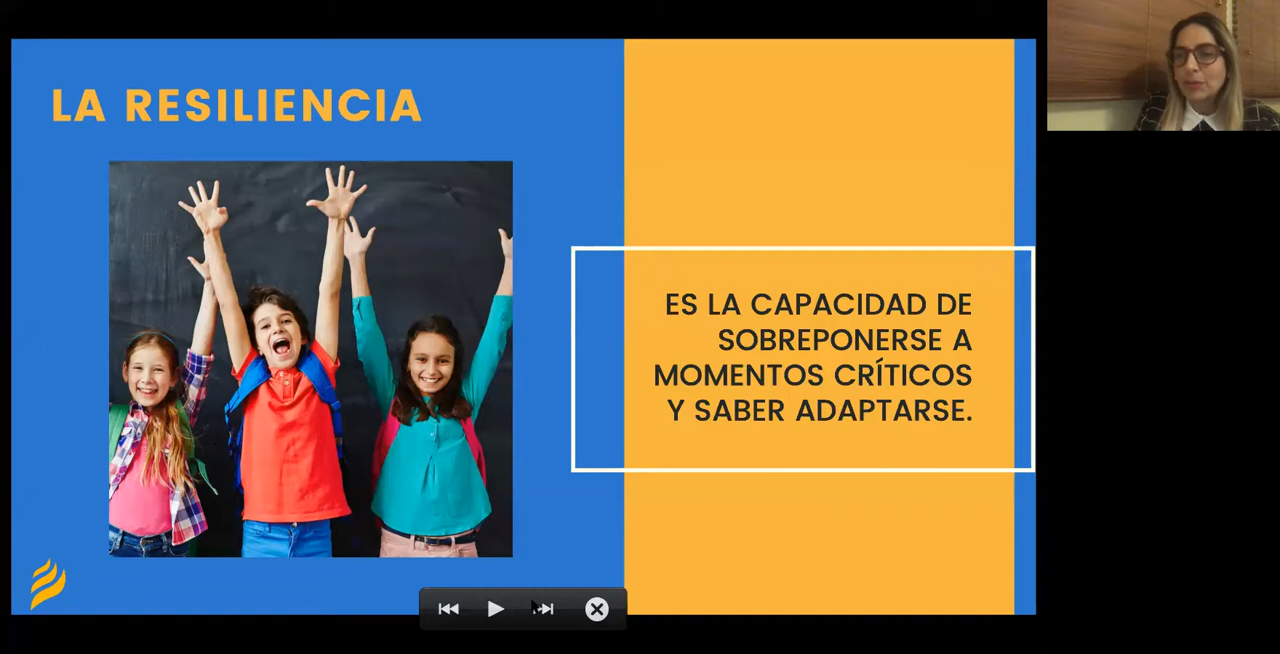 LA RESILIENCIA
ES LA CAPACIDAD DE
SOBREPONERSE A
MOMENTOS CRÍTICOS
Y SABER ADAPTARSE.